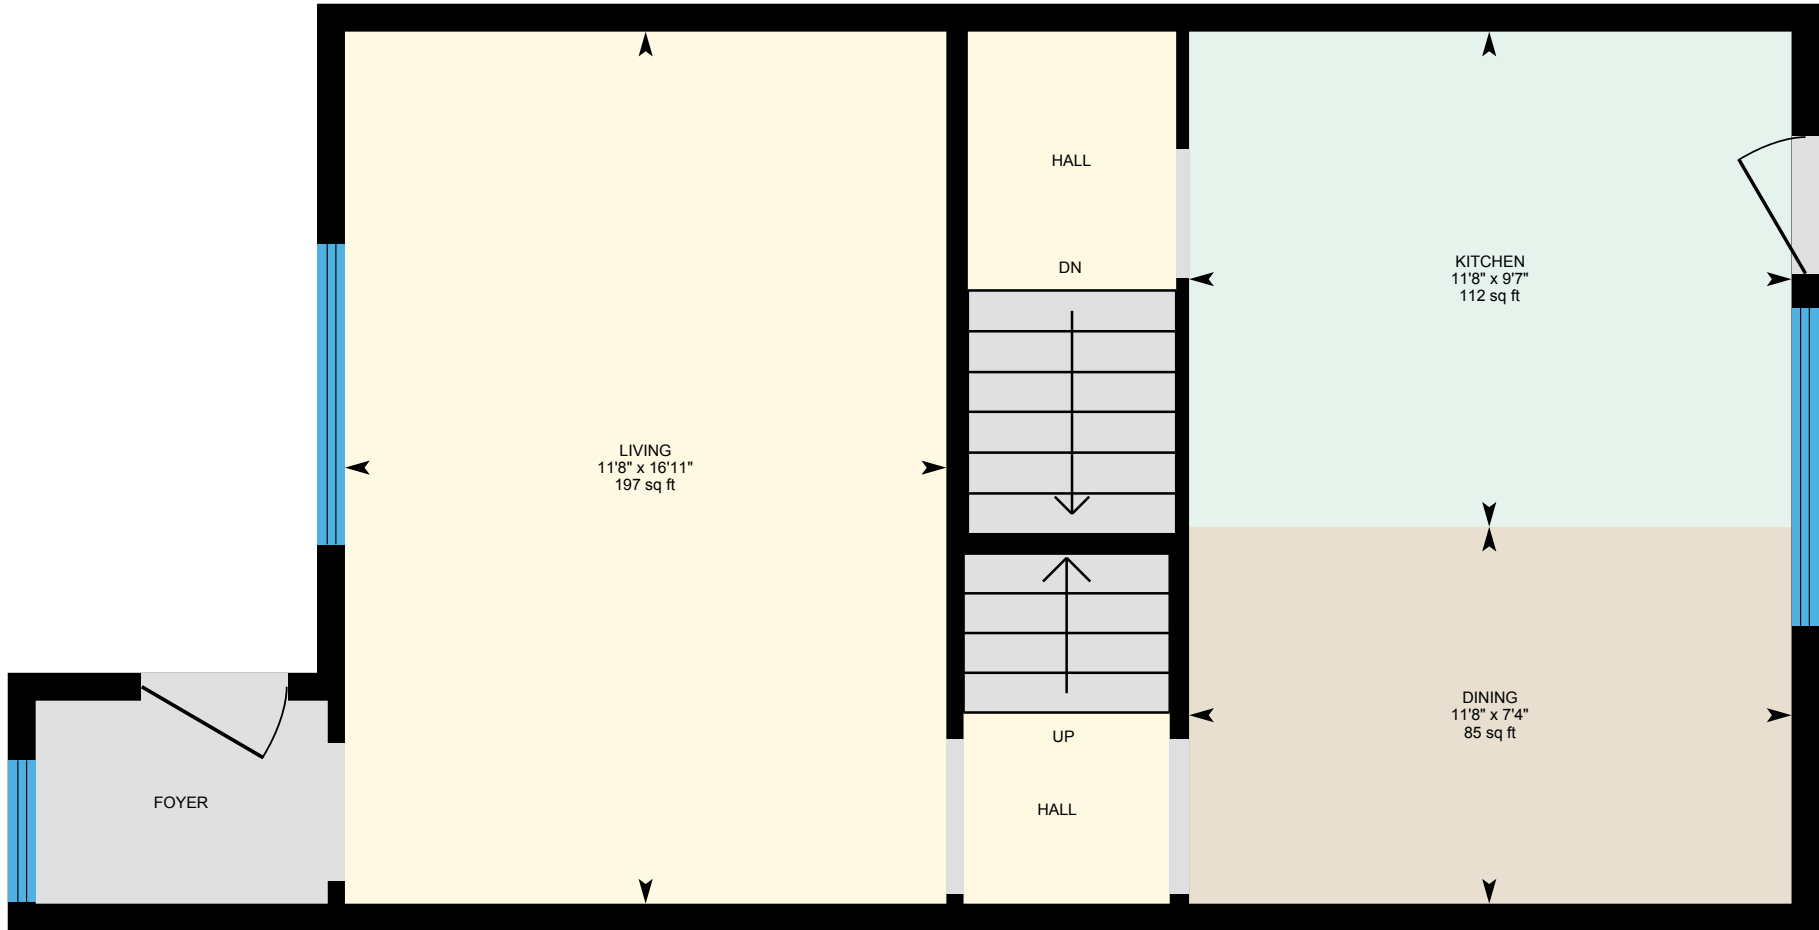 HALL
DN
KITCHEN
11'8" x 9'7"
112 sq ft
LIVING
11'8" x 16'11"
197 sq ft
DINING
11'8" x 7'4"
85 sq ft
UP
FOYER
HALL